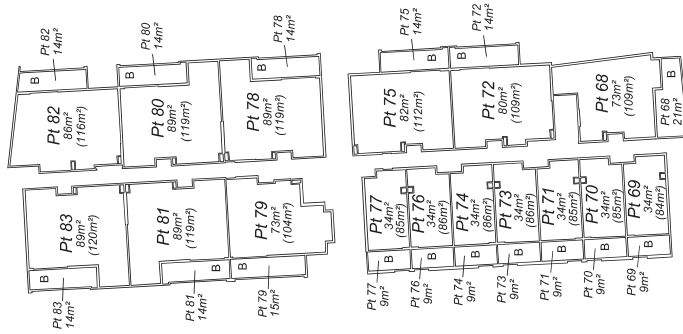 Pt 82
14m²
B
Pt 80
14m²
B
Pt 78
14m²
B
Pt 82
86m²
(116m²)
Pt 80
89m²
(119m²)
Pt 78
89m²
(119m²)
Pt 83
89m²
(120m²)
Pt 81
89m²
(119m²)
Pt 79
73m²
(104m²)
B
B
B
Pt 83
14m²
Pt 81
14m²
Pt 79
15m²
Pt 75
14m²
B
Pt 72
14m²
B
Pt 75
82m²
(112m²)
Pt 72
80m²
(109m²)
Pt 68
73m²
(109m²)
B
Pt 68
21m²
Pt 77
34m²
(85m²)
Pt 76
34m²
(86m²)
Pt 74
34m²
(86m²)
Pt 73
34m²
(86m²)
Pt 71
34m²
(85m²)
Pt 70
34m²
(85m²)
Pt 69
34m²
(84m²)
B
B
B
B
B
B
B
Pt 77
9m²
Pt 76
9m²
Pt 74
9m²
Pt 73
9m²
Pt 71
9m²
Pt 70
9m²
Pt 69
9m²